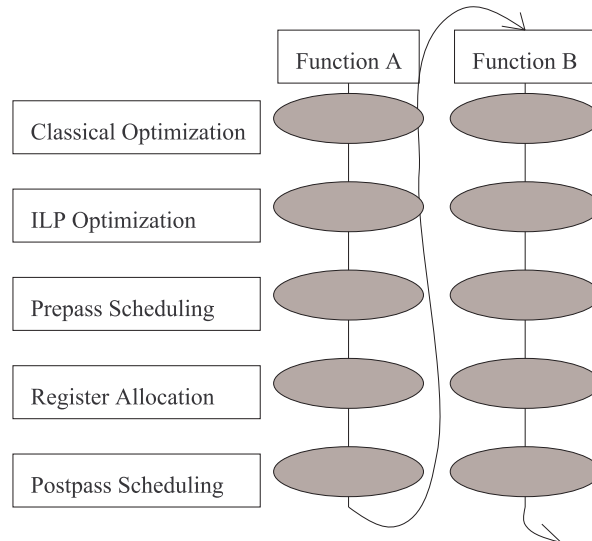 Function A
Function B
Classical Optimization
ILP Optimization
Prepass Scheduling
Register Allocation
Postpass Scheduling